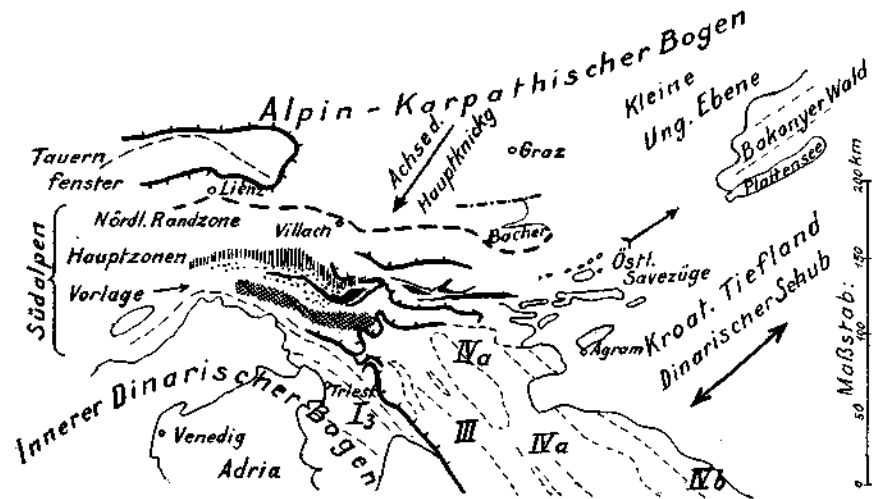 Alpin - Karpathischer Bogen
Kleine
Ung. Ebene
Bakonyer Wald
Plattensee
Achsed.
Hauptknickg
Graz
Tauern
fenster
Lienz
Nördl. Randzone
Villach
Bacher
Hauptzonen
Vorlage
Südalpen
Östl.
Savezüge
Kroat. Tiefland
Dinarischer Schub
Agram
Maßstab:
200 km
150
100
50
0
IVa
Triest
I3
III
IVa
IVb
Innerer Dinarischer Bogen
Venedig
Adria